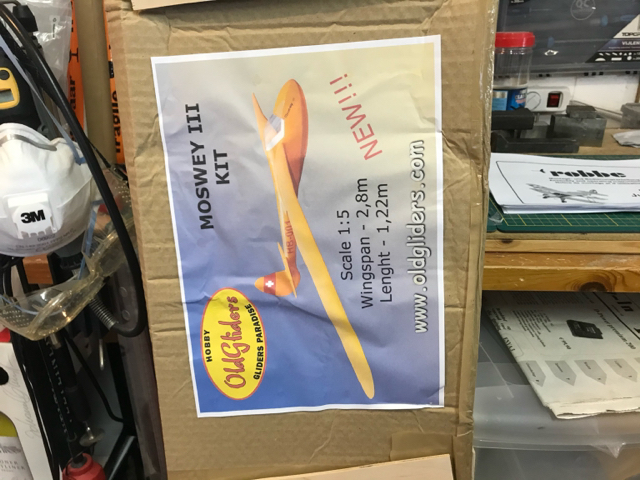 MOSWEY III
KIT
NEW!!!
Scale 1:5
Wingspan - 2,8m
Lenght - 1,22m
www.oldgliders.com
HOBBY
OldGliders
GLIDERS PARADISE
3M
robbe